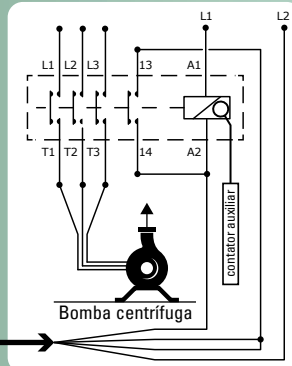 L1 L2
L1 L2 L3 13 A1
T1 T2 T3 14 A2
contator auxiliar
Bomba centrífuga